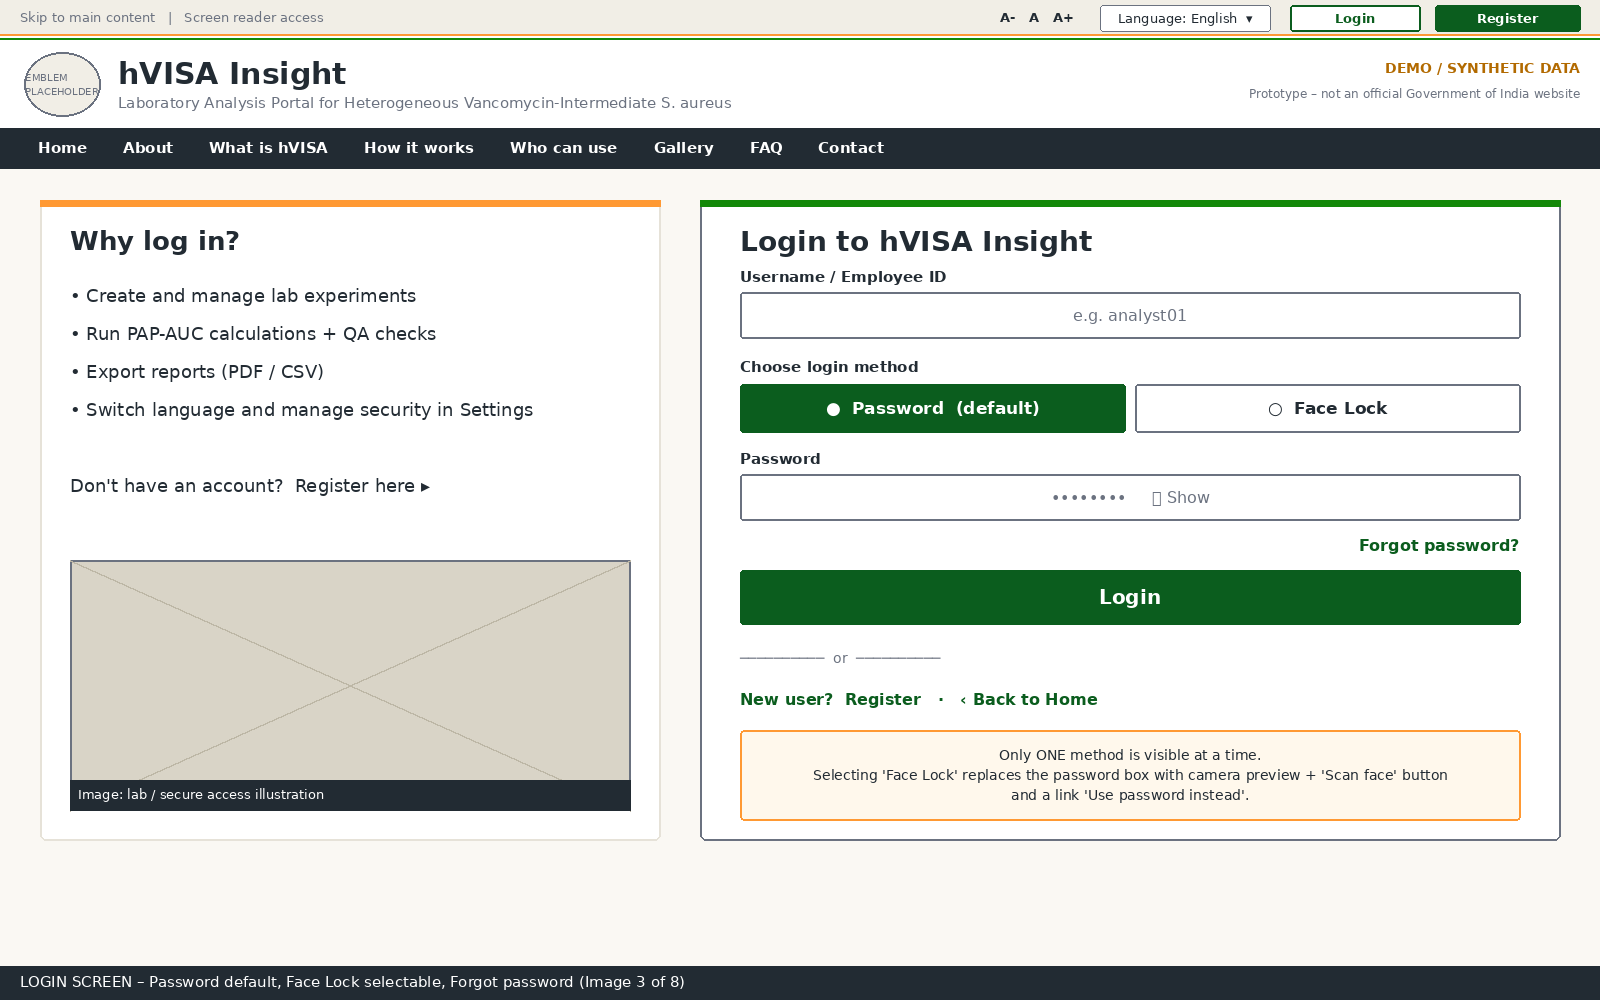 Skip to main content | Screen reader access
A- A A+ Language: English ▾ Login Register
EMBLEM
PLACEHOLDER
hVISA Insight
Laboratory Analysis Portal for Heterogeneous Vancomycin-Intermediate S. aureus
DEMO / SYNTHETIC DATA
Prototype – not an official Government of India website
Home About What is hVISA How it works Who can use Gallery FAQ Contact
Why log in?
• Create and manage lab experiments
• Run PAP-AUC calculations + QA checks
• Export reports (PDF / CSV)
• Switch language and manage security in Settings
Don't have an account? Register here ▸
Image: lab / secure access illustration
Login to hVISA Insight
Username / Employee ID
e.g. analyst01
Choose login method
● Password (default)
○ Face Lock
Password
•••••••• Show
Forgot password?
Login
────────── or ──────────
New user? Register · ‹ Back to Home
Only ONE method is visible at a time.
Selecting 'Face Lock' replaces the password box with camera preview + 'Scan face' button
and a link 'Use password instead'.
LOGIN SCREEN – Password default, Face Lock selectable, Forgot password (Image 3 of 8)